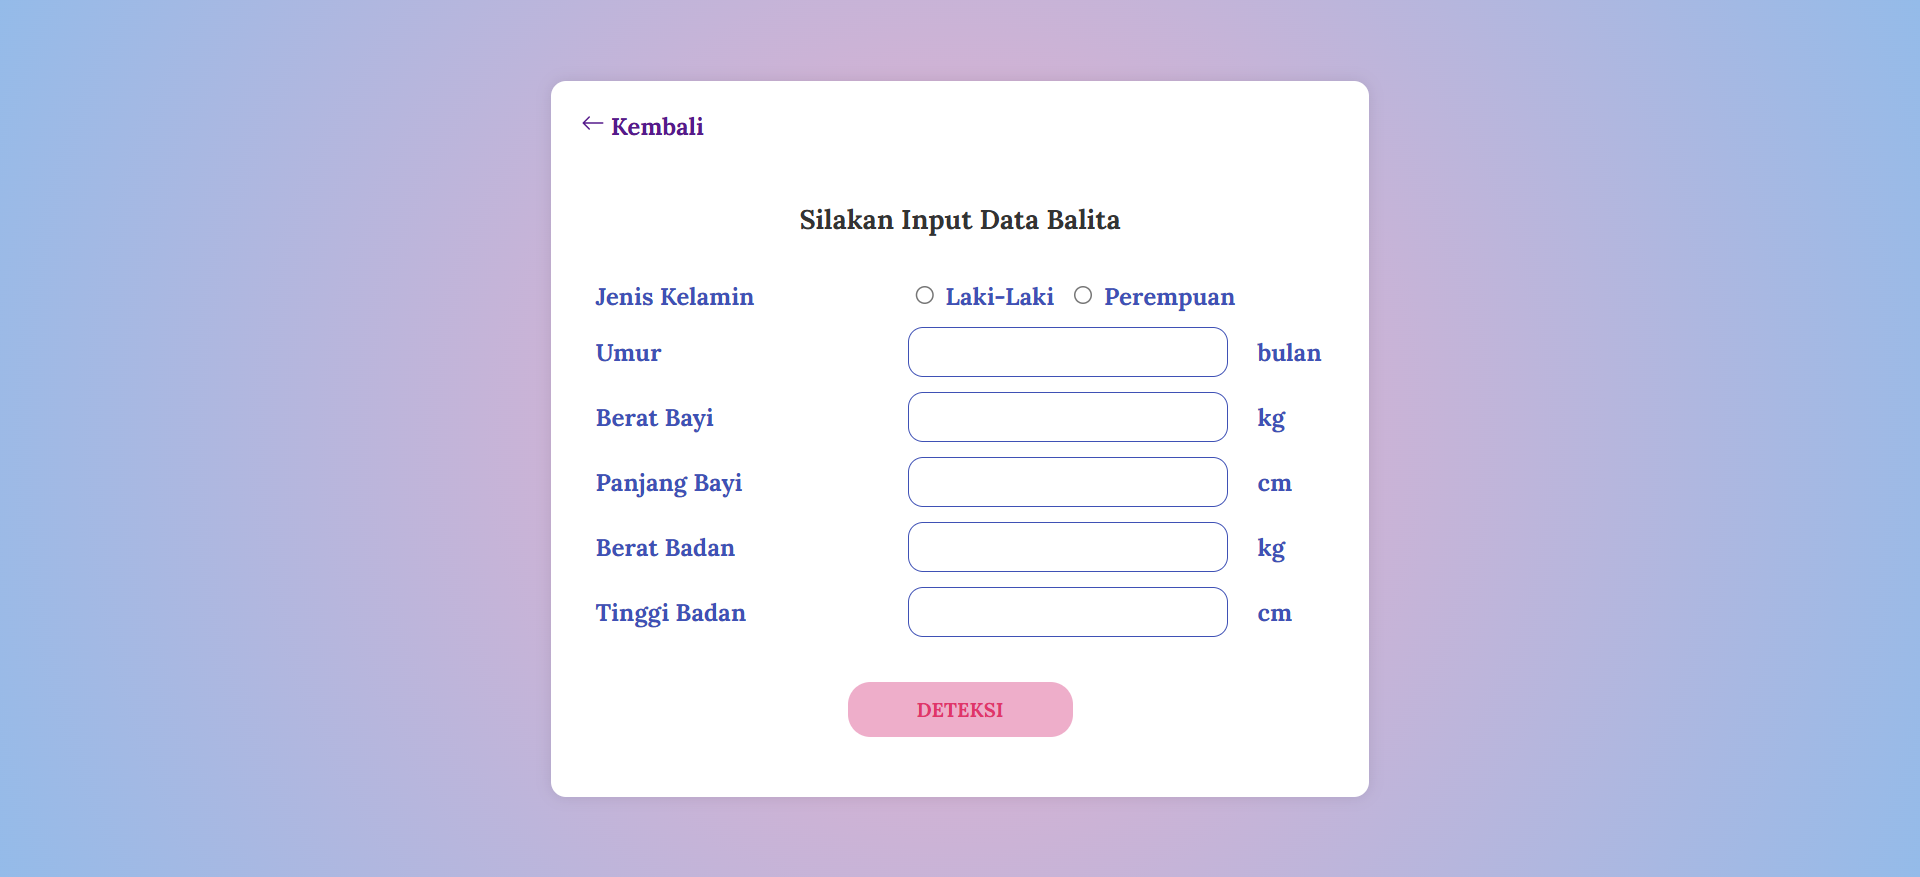 Kembali
Silakan Input Data Balita
Jenis Kelamin Laki-Laki Perempuan
Umur bulan
Berat Bayi kg
Panjang Bayi cm
Berat Badan kg
Tinggi Badan cm
DETEKSI